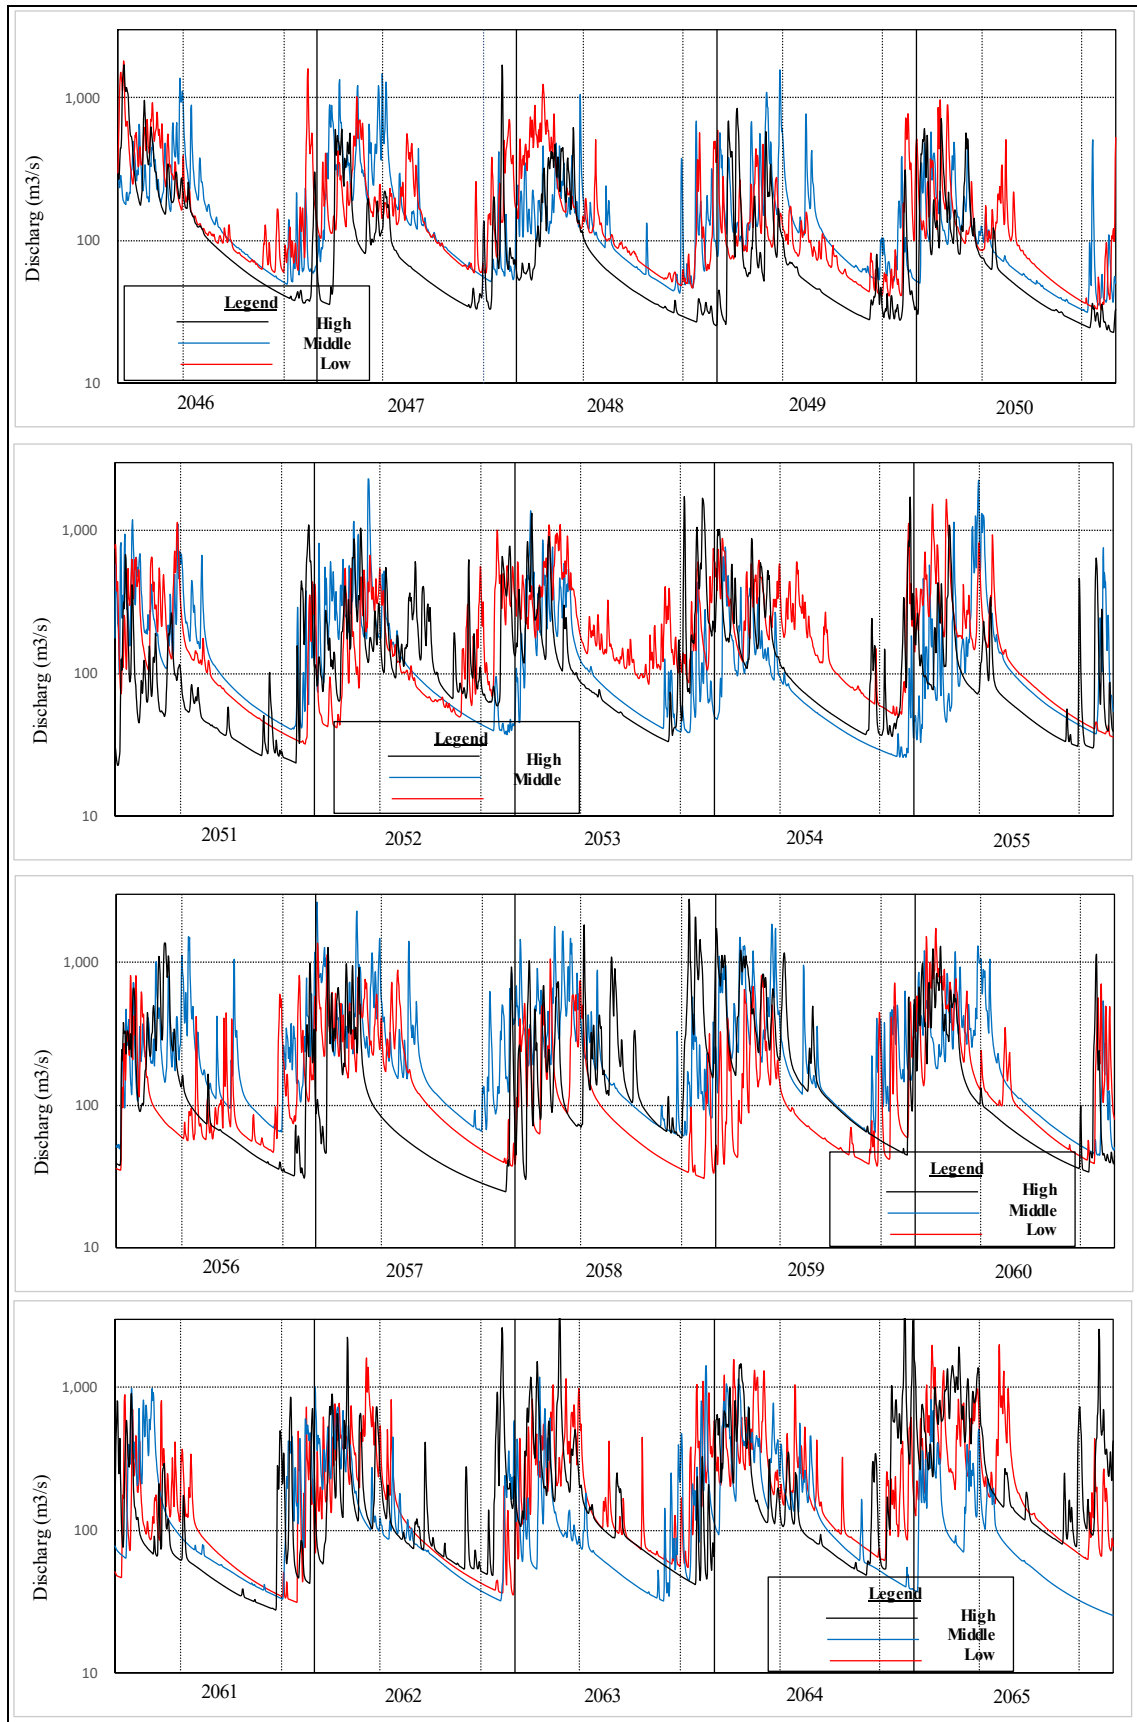 1,000
100
10
Discharg (m3/s)
Legend
High
Middle
Low
2046 2047 2048 2049 2050
1,000
100
10
Discharg (m3/s)
Legend
High
Middle
2051 2052 2053 2054 2055
1,000
100
10
Discharg (m3/s)
Legend
High
Middle
Low
2056 2057 2058 2059 2060
1,000
100
10
Discharg (m3/s)
Legend
High
Middle
Low
2061 2062 2063 2064 2065